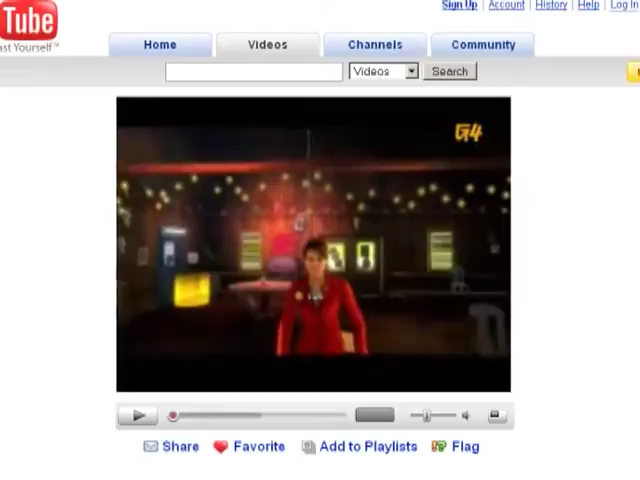 Sign Up | Account | History | Help | Log In
Tube
ast Yourself™
Home Videos Channels Community
Videos Search
G4
Share Favorite Add to Playlists Flag